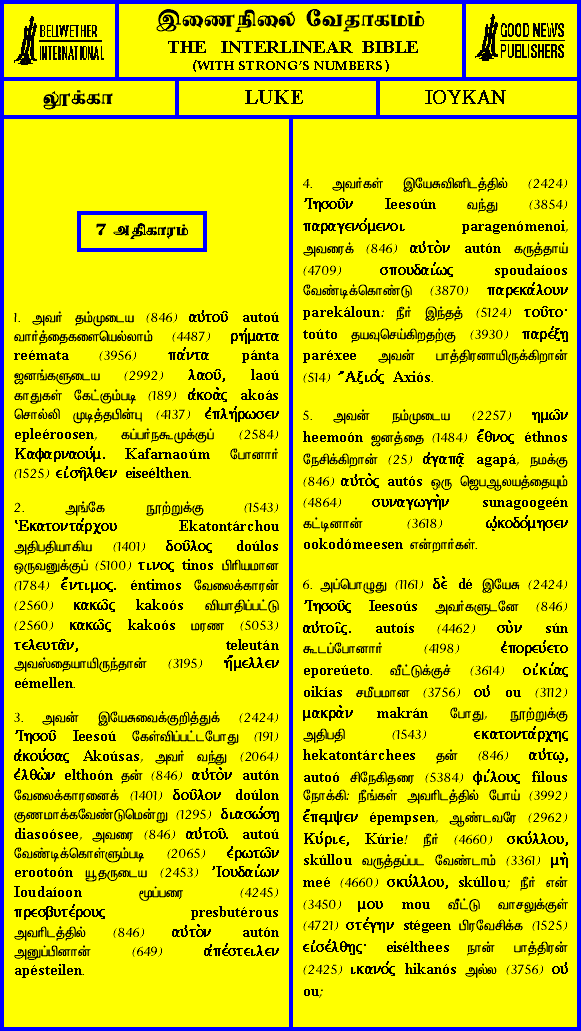 BELLWETHER
INTERNATIONAL
இணைநிலை வேதாகமம்
THE INTERLINEAR BIBLE
(WITH STRONG'S NUMBERS)
GOOD NEWS
PUBLISHERS
லூக்கா
LUKE
ΙΟΥΚΑΝ
7 அதிகாரம்
1. அவர் தம்முடைய (846) αὐτοῦ autoú
வார்த்தைகளையெல்லாம் (4487) ρήματα
reémata (3956) πάντα pánta
ஜனங்களுடைய (2992) λαοῦ, laoú
காதுகள் கேட்கும்படி (189) ἀκοὰς akoás
சொல்லி முடித்தபின்பு (4137) ἐπλήρωσεν
epleéroosen, கப்பர்நகூமுக்குப் (2584)
Καφαρναούμ. Kafarnaoúm போனார்
(1525) εἰσῆλθεν eiseélthen.
2. அங்கே நூற்றுக்கு (1543)
Ἑκατοντάρχου Ekatontárchou
அதிபதியாகிய (1401) δοῦλος doúlos
ஒருவனுக்குப் (5100) τινος tinos பிரியமான
(1784) ἔντιμος. éntimos வேலைக்காரன்
(2560) κακῶς kakoós வியாதிப்பட்டு
(2560) κακῶς kakoós மரண (5053)
τελευτᾶν, teleután
அவஸ்தையாயிருந்தான் (3195) ἤμελλεν
eémellen.
3. அவன் இயேசுவைக்குறித்துக் (2424)
Ἰησοῦ Ieesoú கேள்விப்பட்டபோது (191)
ἀκούσας Akoúsas, அவர் வந்து (2064)
ἐλθὼν elthoón தன் (846) αὐτὸν autón
வேலைக்காரனைக் (1401) δοῦλον doúlon
குணமாக்கவேண்டுமென்று (1295) διασώσῃ
diasoósee, அவரை (846) αὐτοῦ. autoú
வேண்டிக்கொள்ளும்படி (2065) ἐρωτῶν
erootoón யூதருடைய (2453) Ἰουδαίων
Ioudaíoon மூப்பரை (4245)
πρεσβυτέρους presbutérous
அவரிடத்தில் (846) αὐτὸν autón
அனுப்பினான் (649) ἀπέστειλεν
apésteilen.
4. அவர்கள் இயேசுவினிடத்தில் (2424)
Ἰησοῦν Ieesoún வந்து (3854)
παραγενόμενοι paragenómenoi,
அவரைக் (846) αὐτὸν autón கருத்தாய்
(4709) σπουδαίως spoudaíoos
வேண்டிக்கொண்டு (3870) παρεκάλουν
parekáloun: நீர் இந்தத் (5124) τοῦτο·
toúto தயவுசெய்கிறதற்கு (3930) παρέξῃ
paréxee அவன் பாத்திரனாயிருக்கிறான்
(514) Ἄξιός Axiós.
5. அவன் நம்முடைய (2257) ημῶν
heemoón ஜனத்தை (1484) ἔθνος éthnos
நேசிக்கிறான் (25) ἀγαπᾷ agapá, நமக்கு
(846) αὐτὸς autós ஒரு ஜெபஆலயத்தையும்
(4864) συναγωγὴν sunagoogeén
கட்டினான் (3618) ᾠκοδόμησεν
ookodómeesen என்றார்கள்.
6. அப்பொழுது (1161) δὲ dé இயேசு (2424)
Ἰησοῦς Ieesoús அவர்களுடனே (846)
αὐτοῖς. autoís (4462) σὺν sún
கூடப்போனார் (4198) ἐπορεύετο
eporeúeto. வீட்டுக்குச் (3614) οἰκίας
oikías சமீபமான (3756) οὐ ou (3112)
μακρὰν makrán போது, நூற்றுக்கு
அதிபதி (1543) εκατοντάρχης
hekatontárchees தன் (846) αὐτῳ,
autoó சிநேகிதரை (5384) φίλους fílous
நோக்கி: நீங்கள் அவரிடத்தில் போய் (3992)
ἔπεμψεν épempsen, ஆண்டவரே (2962)
Κύριε, Kúrie! நீர் (4660) σκύλλου,
skúllou வருத்தப்பட வேண்டாம் (3361) μὴ
meé (4660) σκύλλου, skúllou; நீர் என்
(3450) μου mou வீட்டு வாசலுக்குள்
(4721) στέγην stégeen பிரவேசிக்க (1525)
εἰσέλθης· eisélthees நான் பாத்திரன்
(2425) ικανός hikanós அல்ல (3756) οὐ
ou;